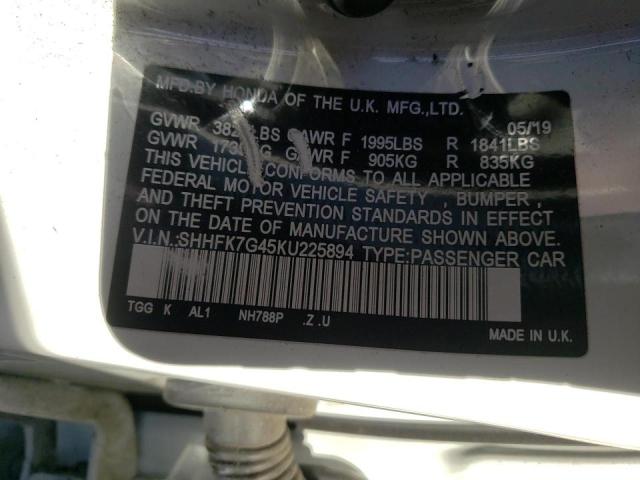 MFD.BY HONDA OF THE U.K. MFG.,LTD.
05/19
GVWR LBS GAWR F 1995LBS R 1841LBS
GVWR GAWR F 905KG R 835KG
THIS VEHICLE CONFORMS TO ALL APPLICABLE
FEDERAL MOTOR VEHICLE SAFETY , BUMPER ,
AND THEFT PREVENTION STANDARDS IN EFFECT
ON THE DATE OF MANUFACTURE SHOWN ABOVE.
V.I.N.:SHHFK7G45KU225894 TYPE:PASSENGER CAR
TGG K AL1 NH788P .Z .U
MADE IN U.K.